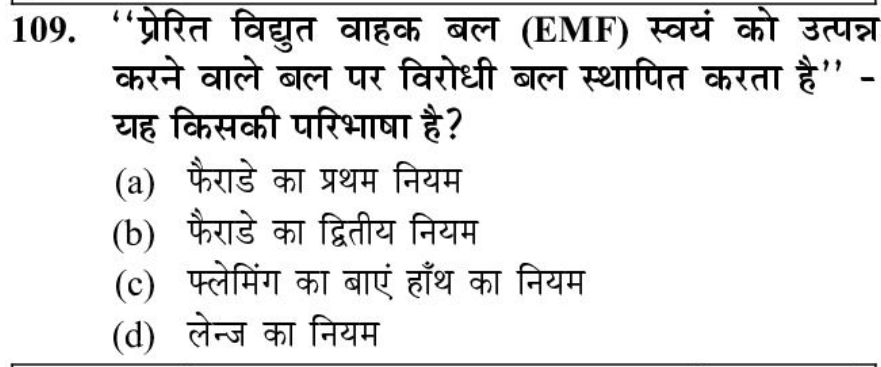 109. ‘‘प्रेरित विद्युत वाहक बल (EMF) स्वयं को उत्पन्न
करने वाले बल पर विरोधी बल स्थापित करता है’’ -
यह किसकी परिभाषा है?
(a) फैराडे का प्रथम नियम
(b) फैराडे का द्वितीय नियम
(c) फ्लेमिंग का बाएं हाँथ का नियम
(d) लेन्ज का नियम